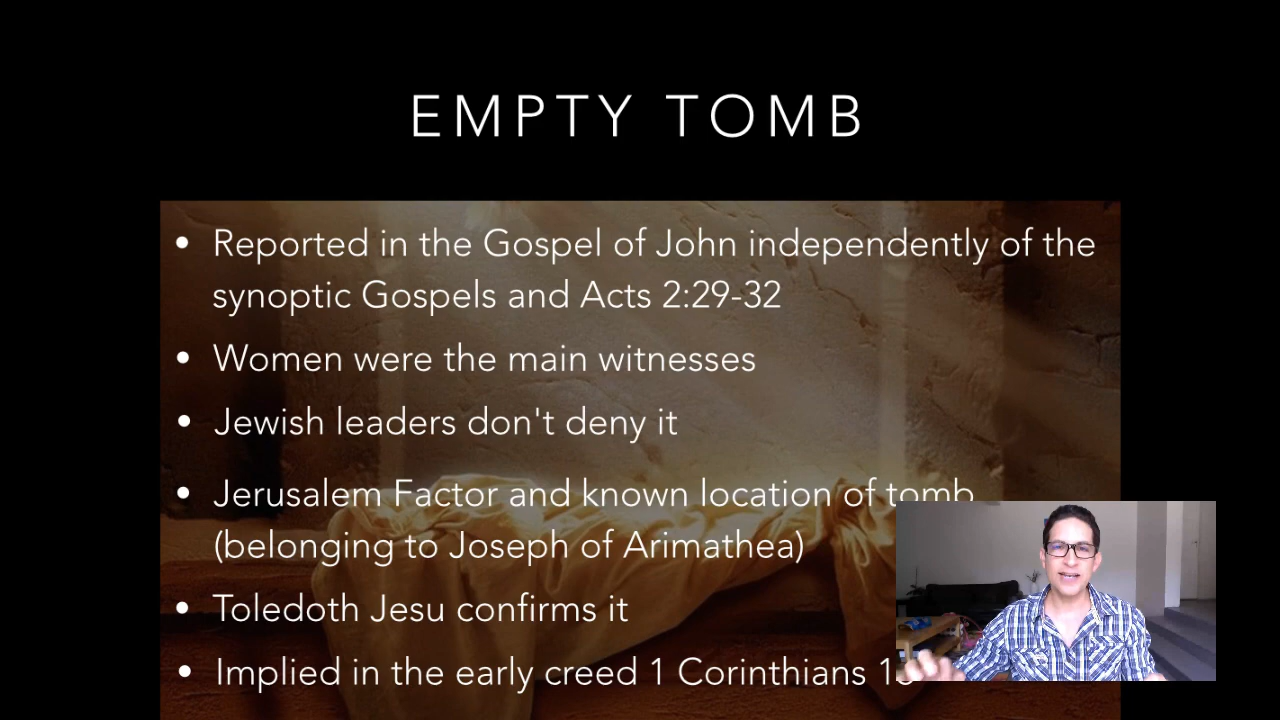 EMPTY TOMB
• Reported in the Gospel of John independently of the
synoptic Gospels and Acts 2:29-32
• Women were the main witnesses
• Jewish leaders don't deny it
• Jerusalem Factor and known location of tomb
(belonging to Joseph of Arimathea)
• Toledoth Jesu confirms it
• Implied in the early creed 1 Corinthians